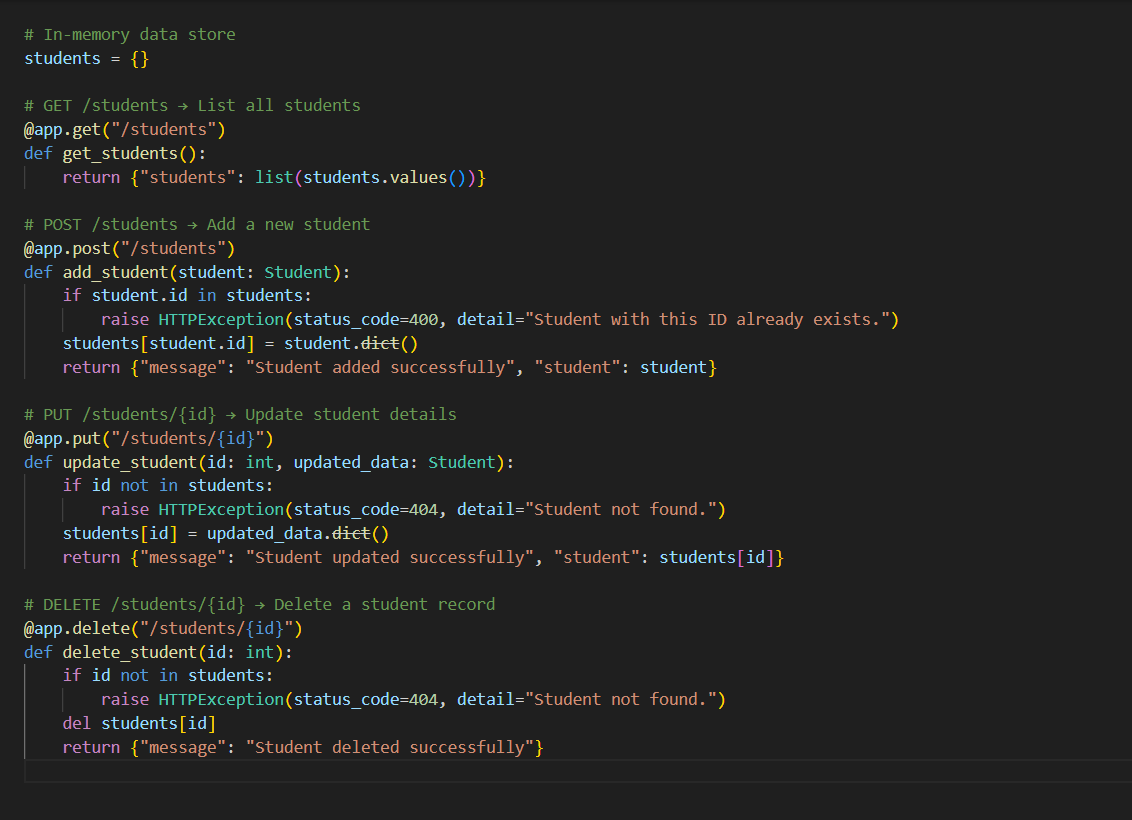 # In-memory data store
students = {}
# GET /students → List all students
@app.get("/students")
def get_students():
    return {"students": list(students.values())}
# POST /students → Add a new student
@app.post("/students")
def add_student(student: Student):
    if student.id in students:
        raise HTTPException(status_code=400, detail="Student with this ID already exists.")
    students[student.id] = student.dict()
    return {"message": "Student added successfully", "student": student}
# PUT /students/{id} → Update student details
@app.put("/students/{id}")
def update_student(id: int, updated_data: Student):
    if id not in students:
        raise HTTPException(status_code=404, detail="Student not found.")
    students[id] = updated_data.dict()
    return {"message": "Student updated successfully", "student": students[id]}
# DELETE /students/{id} → Delete a student record
@app.delete("/students/{id}")
def delete_student(id: int):
    if id not in students:
        raise HTTPException(status_code=404, detail="Student not found.")
    del students[id]
    return {"message": "Student deleted successfully"}